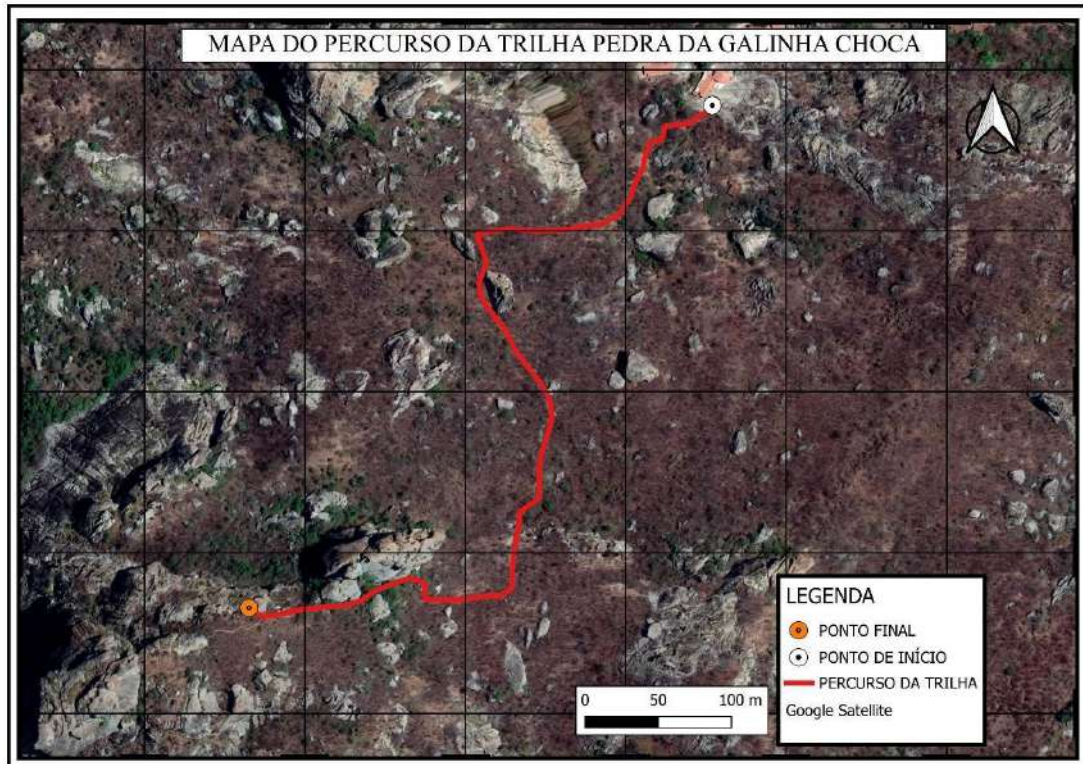 MAPA DO PERCURSO DA TRILHA PEDRA DA GALINHA CHOCA
LEGENDA
PONTO FINAL
PONTO DE INÍCIO
PERCURSO DA TRILHA
Google Satellite
0 50 100 m